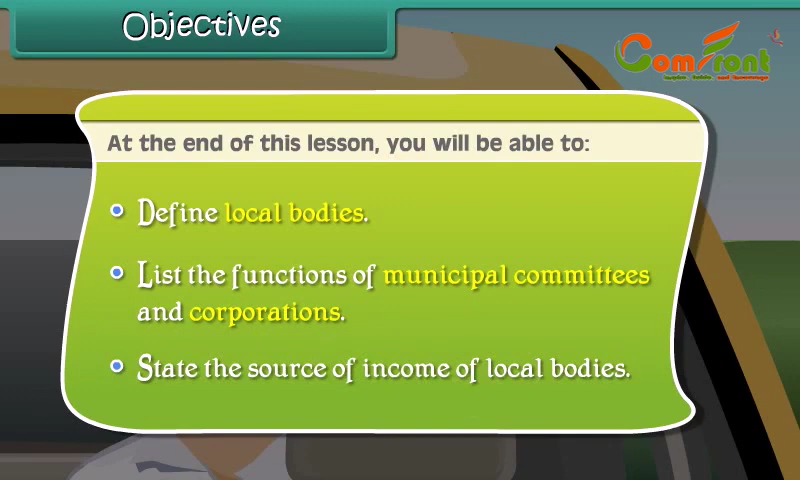 Objectives
ComFront
At the end of this lesson, you will be able to:
Define local bodies.
List the functions of municipal committees
and corporations.
State the source of income of local bodies.